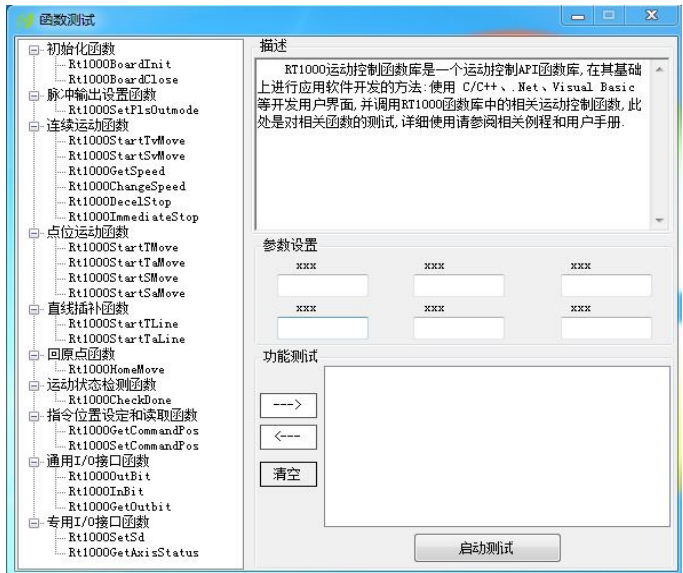 函数测试
初始化函数
Rt1000BoardInit
Rt1000BoardClose
脉冲输出设置函数
Rt1000SetPlsOutmode
连续运动函数
Rt1000StartTvMove
Rt1000StartSvMove
Rt1000GetSpeed
Rt1000ChangeSpeed
Rt1000DecelStop
Rt1000ImmediateStop
点位运动函数
Rt1000StartTMove
Rt1000StartTaMove
Rt1000StartSMove
Rt1000StartSaMove
直线插补函数
Rt1000StartTLine
Rt1000StartTaLine
回原点函数
Rt1000HomeMove
运动状态检测函数
Rt1000CheckDone
指令位置设定和读取函数
Rt1000GetCommandPos
Rt1000SetCommandPos
通用I/O接口函数
Rt1000OutBit
Rt1000InBit
Rt1000GetOutbit
专用I/O接口函数
Rt1000SetSd
Rt1000GetAxisStatus
描述
RT1000运动控制函数库是一个运动控制API函数库,在其基础
上进行应用软件开发的方法:使用 C/C++、.Net、Visual Basic
等开发用户界面,并调用RT1000函数库中的相关运动控制函数,此
处是对相关函数的测试,详细使用请参阅相关例程和用户手册.
参数设置
xxx xxx xxx
xxx xxx xxx
功能测试
--->
<---
清空
启动测试